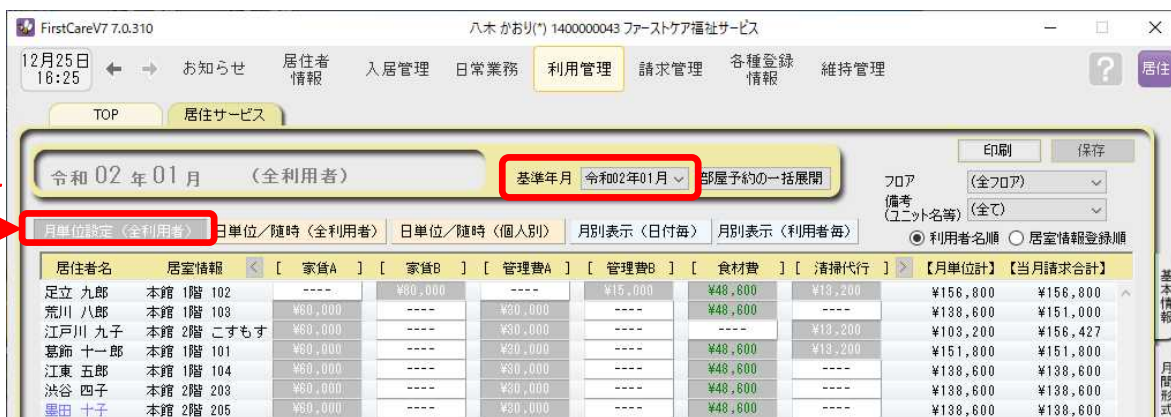 FirstCareV7 7.0.310 八木 かおり(*) 1400000043 ファーストケア福祉サービス
12月25日 16:25 お知らせ 居住者情報 入居管理 日常業務 利用管理 請求管理 各種登録情報 維持管理 ? 居住
TOP 居住サービス
印刷 保存
令和 02 年 01 月 (全利用者) 基準年月 令和02年01月 部屋予約の一括展開 フロア (全フロア)
備考(ユニット名等) (全て)
月単位設定(全利用者) 日単位/随時(全利用者) 日単位/随時(個人別) 月別表示(日付毎) 月別表示(利用者毎) 利用者名順 居室情報登録順
居住者名 居室情報 < [ 家賃A ] [ 家賃B ] [ 管理費A ] [ 管理費B ] [ 食材費 ] [ 清掃代行 ] > 【月単位計】 【当月請求合計】
足立 九郎 本館 1階 102 ---- ¥80,000 ---- ¥15,000 ¥48,600 ¥13,200 ¥156,800 ¥156,800
荒川 八郎 本館 1階 103 ¥60,000 ---- ¥30,000 ---- ¥48,600 ---- ¥138,600 ¥151,000
江戸川 九子 本館 2階 こすもす ¥60,000 ---- ¥30,000 ---- ---- ¥13,200 ¥103,200 ¥156,427
葛飾 十一郎 本館 1階 101 ¥60,000 ---- ¥30,000 ---- ¥48,600 ¥13,200 ¥151,800 ¥151,800
江東 五郎 本館 1階 104 ¥60,000 ---- ¥30,000 ---- ¥48,600 ---- ¥138,600 ¥138,600
渋谷 四子 本館 2階 203 ¥60,000 ---- ¥30,000 ---- ¥48,600 ---- ¥138,600 ¥138,600
墨田 十子 本館 2階 205 ¥60,000 ---- ¥30,000 ---- ¥48,600 ---- ¥138,600 ¥138,600
基本情報
月間形式